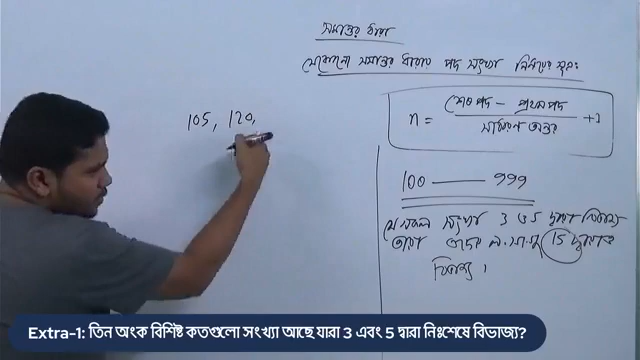 সমান্তর ধারা
যেকোনো সমান্তর ধারার পদ সংখ্যা নির্ণয়ের সূত্রঃ
n = শেষ পদ – প্রথম পদ / সাধারণ অন্তর + 1
105, 120,
100 — 999
যে সকল সংখ্যা 3 ও 5 দ্বারা বিভাজ্য
তারা তাদের ল.সা.গু 15 দ্বারাও
বিভাজ্য ।
Extra-1: তিন অংক বিশিষ্ট কতগুলো সংখ্যা আছে যারা 3 এবং 5 দ্বারা নিঃশেষে বিভাজ্য?